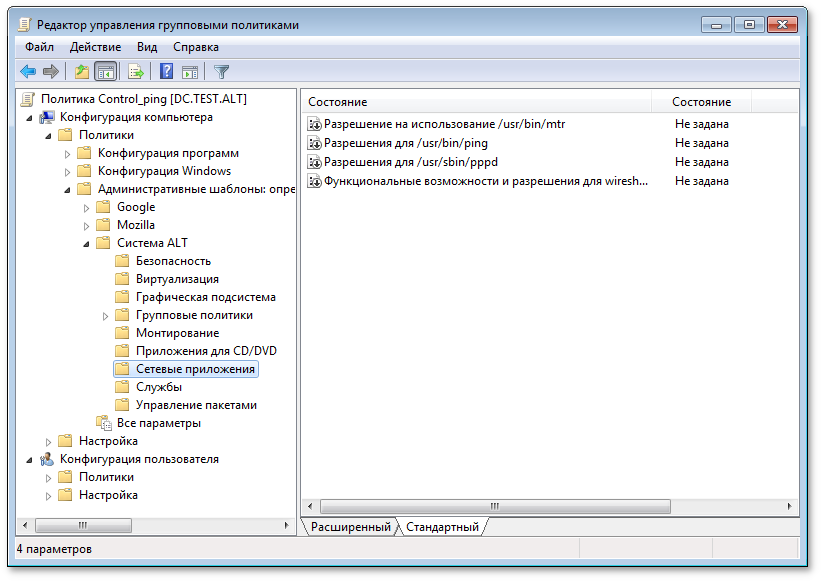 Редактор управления групповыми политиками
Файл Действие Вид Справка
Политика Control_ping [DC.TEST.ALT]
Конфигурация компьютера
Политики
Конфигурация программ
Конфигурация Windows
Административные шаблоны: опре
Google
Mozilla
Система ALT
Безопасность
Виртуализация
Графическая подсистема
Групповые политики
Монтирование
Приложения для CD/DVD
Сетевые приложения
Службы
Управление пакетами
Все параметры
Настройка
Конфигурация пользователя
Политики
Настройка
Состояние Состояние
Разрешение на использование /usr/bin/mtr Не задана
Разрешения для /usr/bin/ping Не задана
Разрешения для /usr/sbin/pppd Не задана
Функциональные возможности и разрешения для wiresh... Не задана
Расширенный Стандартный
4 параметров